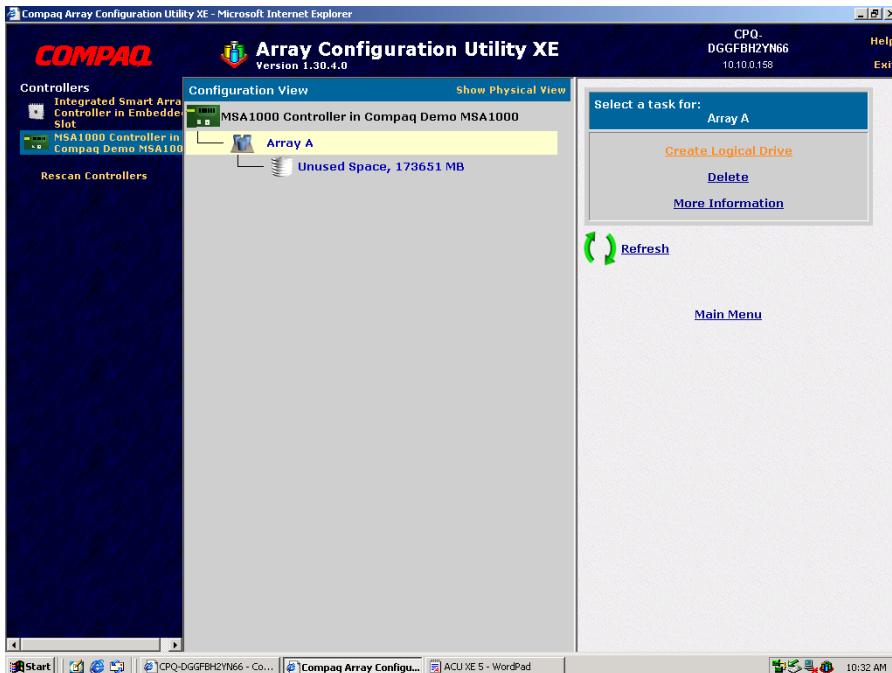 Compaq Array Configuration Utility XE - Microsoft Internet Explorer
COMPAQ
Array Configuration Utility XE
Version 1.30.4.0
CPQ-
DGGFBH2YN66
10.10.0.158
Help
Exi
Controllers
Integrated Smart Arra
Controller in Embedde
Slot
MSA1000 Controller in
Compaq Demo MSA100
Rescan Controllers
Configuration View
Show Physical View
MSA1000 Controller in Compaq Demo MSA1000
Array A
Unused Space, 173651 MB
Select a task for:
Array A
Create Logical Drive
Delete
More Information
Refresh
Main Menu
Start
CPQ-DGGFBH2YN66 - Co...
Compaq Array Configu...
ACU XE 5 - WordPad
10:32 AM